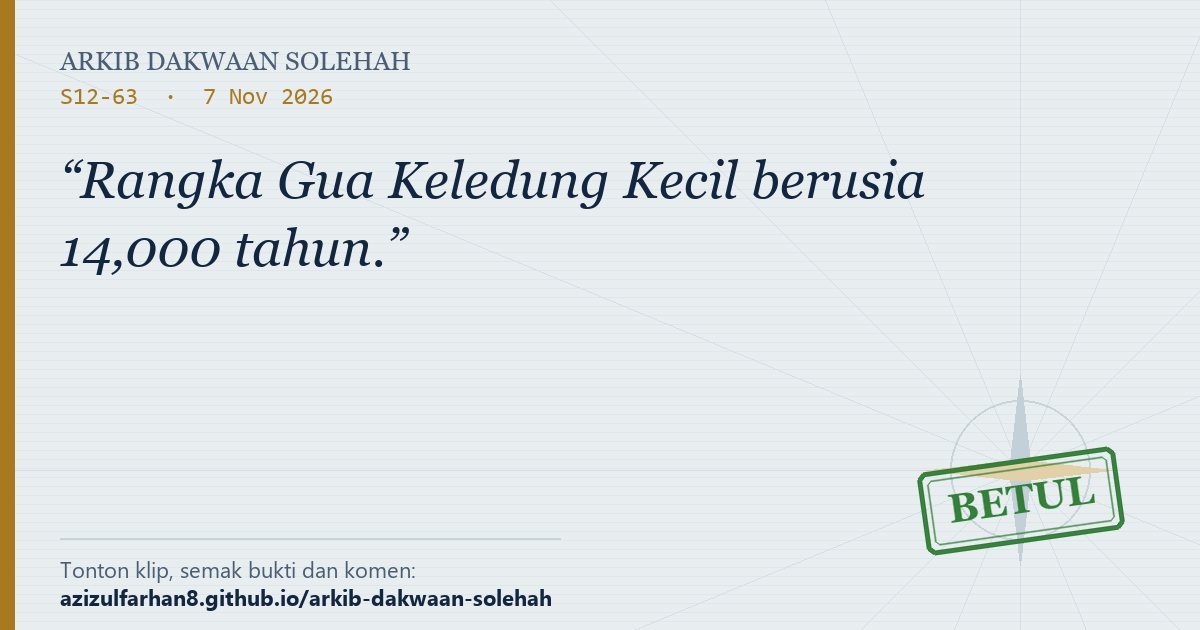 ARKIB DAKWAAN SOLEHAH
S12-63 · 7 Nov 2026
“Rangka Gua Keledung Kecil berusia
14,000 tahun.”
BETUL
Tonton klip, semak bukti dan komen:
azizulfarhan8.github.io/arkib-dakwaan-solehah